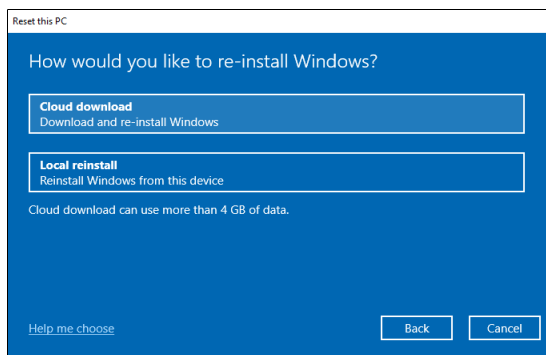 Reset this PC
How would you like to re-install Windows?
Cloud download
Download and re-install Windows
Local reinstall
Reinstall Windows from this device
Cloud download can use more than 4 GB of data.
Help me choose
Back
Cancel